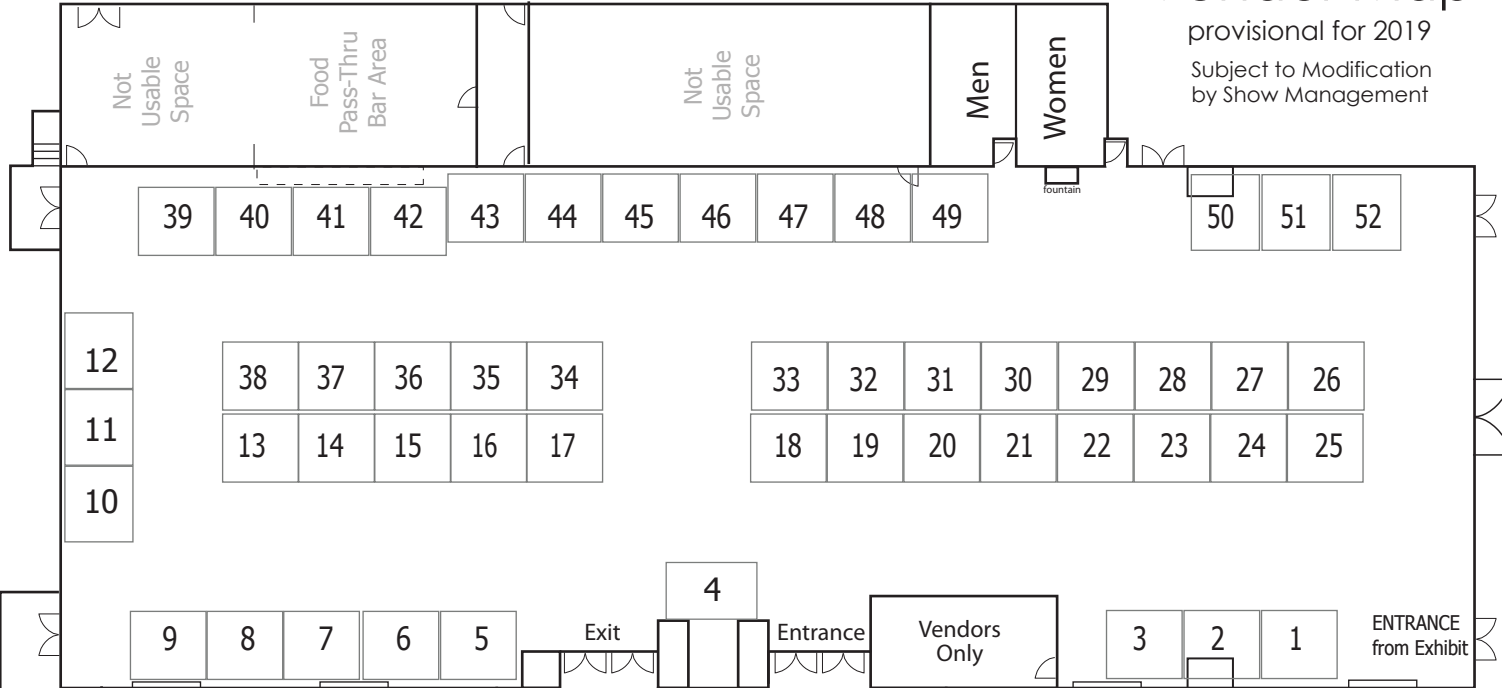 provisional for 2019
Subject to Modification
by Show Management
Not
Usable
Space
Food
Pass-Thru
Bar Area
Not
Usable
Space
Men
Women
fountain
39 40 41 42 43 44 45 46 47 48 49 50 51 52
12
11
10
38 37 36 35 34 33 32 31 30 29 28 27 26
13 14 15 16 17 18 19 20 21 22 23 24 25
4
9 8 7 6 5
Exit
Entrance
Vendors
Only
3 2 1
ENTRANCE
from Exhibit